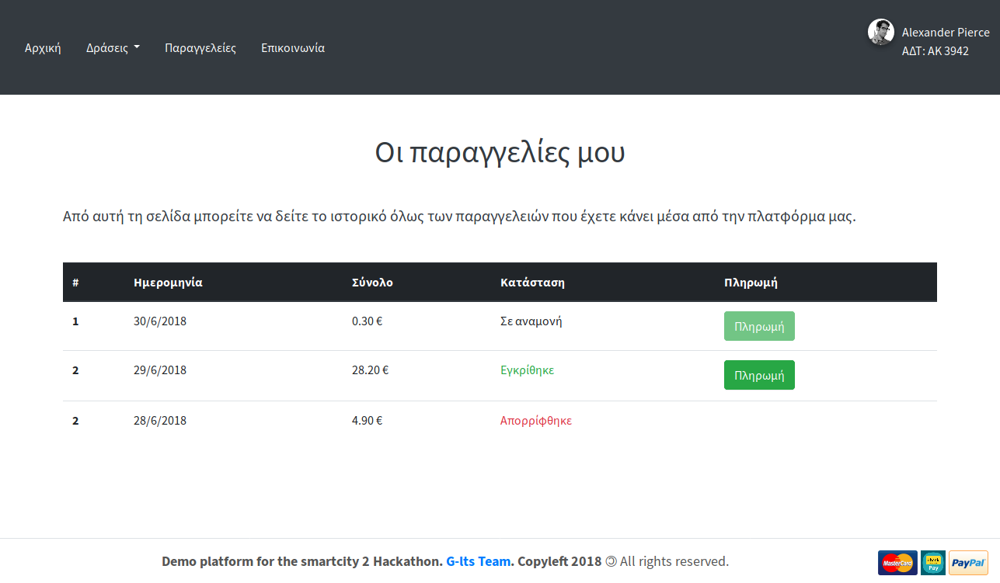 Αρχική Δράσεις Παραγγελείες Επικοινωνία
Alexander Pierce
ΑΔΤ: ΑΚ 3942
Οι παραγγελίες μου
Από αυτή τη σελίδα μπορείτε να δείτε το ιστορικό όλως των παραγγελειών που έχετε κάνει μέσα από την πλατφόρμα μας.
# Ημερομηνία Σύνολο Κατάσταση Πληρωμή
1 30/6/2018 0.30 € Σε αναμονή Πληρωμή
2 29/6/2018 28.20 € Εγκρίθηκε Πληρωμή
2 28/6/2018 4.90 € Απορρίφθηκε
Demo platform for the smartcity 2 Hackathon. G-lts Team. Copyleft 2018 🄯 All rights reserved.
MasterCard Pay PayPal